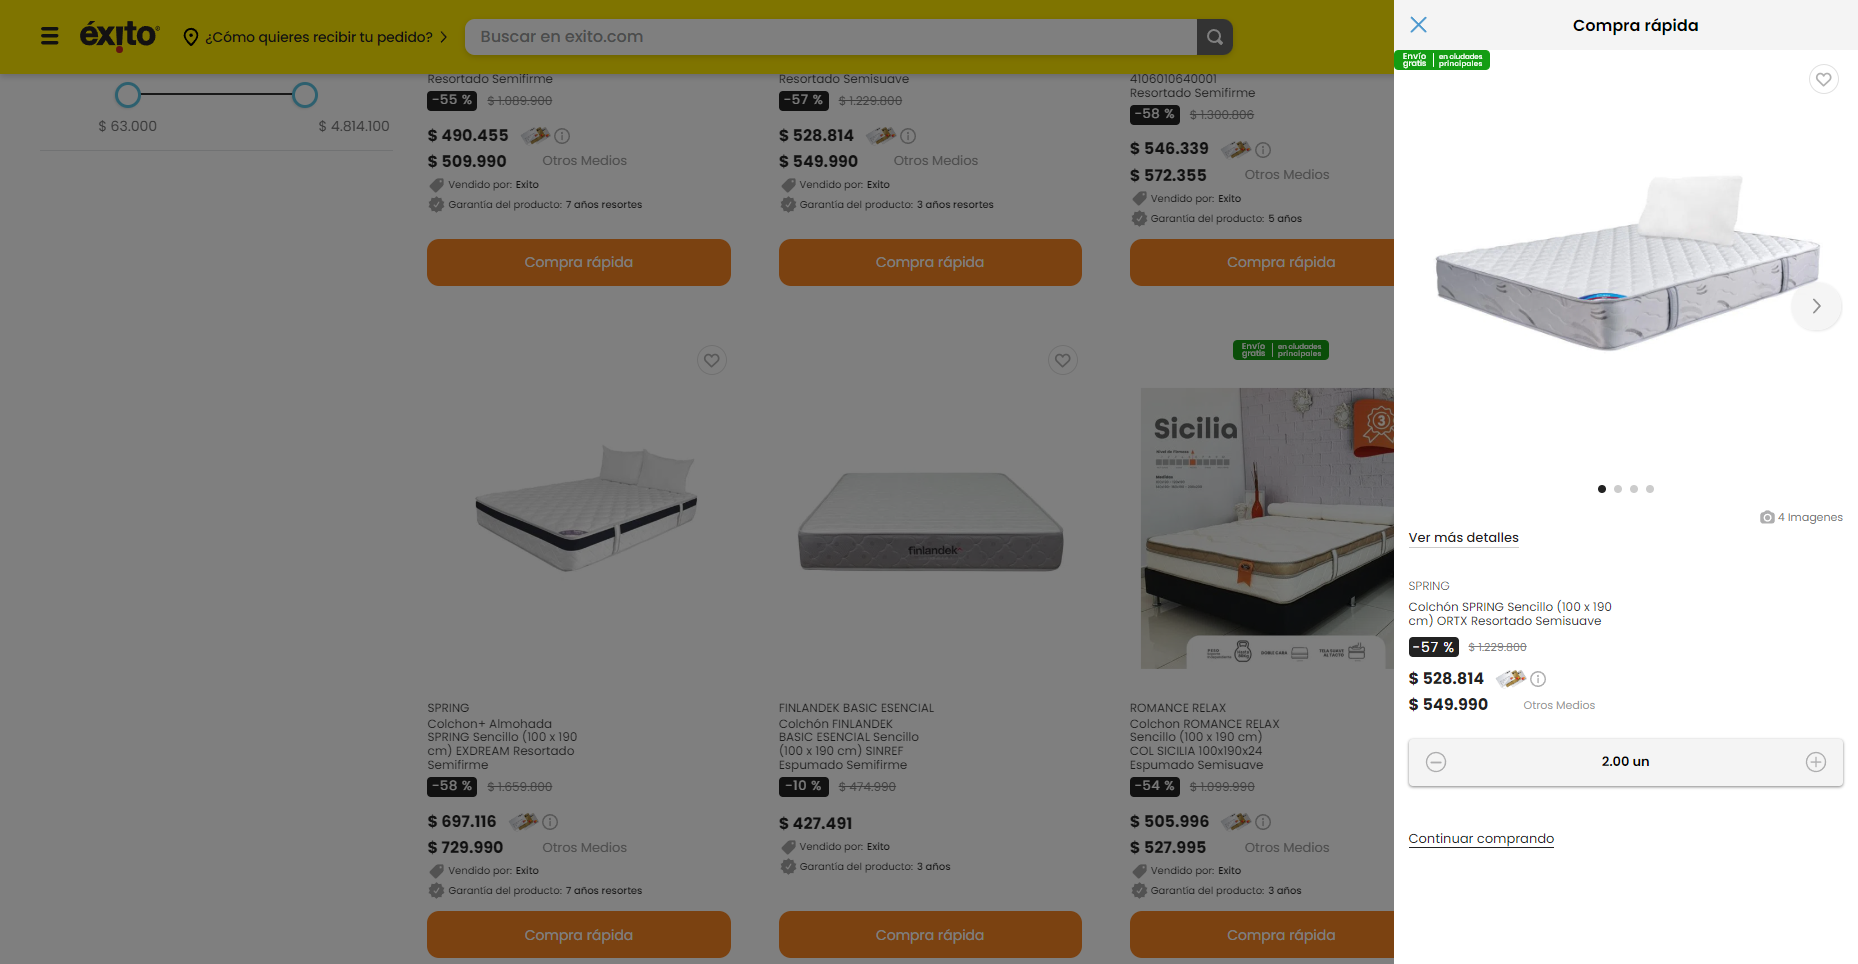 éxito
¿Cómo quieres recibir tu pedido?
Buscar en exito.com
$ 63.000
$ 4.814.100
Resortado Semifirme
-55 % $ 1.089.900
$ 490.455
$ 509.990 Otros Medios
Vendido por: Exito
Garantía del producto: 7 años resortes
Compra rápida
Resortado Semisuave
-57 % $ 1.229.800
$ 528.814
$ 549.990 Otros Medios
Vendido por: Exito
Garantía del producto: 3 años resortes
Compra rápida
4106010640001
Resortado Semifirme
-58 % $ 1.300.806
$ 546.339
$ 572.355 Otros Medios
Vendido por: Exito
Garantía del producto: 5 años
Compra rápida
SPRING
Colchon+ Almohada
SPRING Sencillo (100 x 190
cm) EXDREAM Resortado
Semifirme
-58 % $ 1.659.800
$ 697.116
$ 729.990 Otros Medios
Vendido por: Exito
Garantía del producto: 7 años resortes
Compra rápida
finlandek
FINLANDEK BASIC ESENCIAL
Colchón FINLANDEK
BASIC ESENCIAL Sencillo
(100 x 190 cm) SINREF
Espumado Semifirme
-10 % $ 474.990
$ 427.491
Vendido por: Exito
Garantía del producto: 3 años
Compra rápida
Envío gratis en ciudades principales
Sicilia
3
ROMANCE RELAX
Colchon ROMANCE RELAX
Sencillo (100 x 190 cm)
COL SICILIA 100x190x24
Espumado Semisuave
-54 % $ 1.099.990
$ 505.996
$ 527.995 Otros Medios
Vendido por: Exito
Garantía del producto: 3 años
Compra rápida
Compra rápida
Envío gratis en ciudades principales
4 Imagenes
Ver más detalles
SPRING
Colchón SPRING Sencillo (100 x 190
cm) ORTX Resortado Semisuave
-57 % $ 1.229.800
$ 528.814
$ 549.990 Otros Medios
2.00 un
Continuar comprando